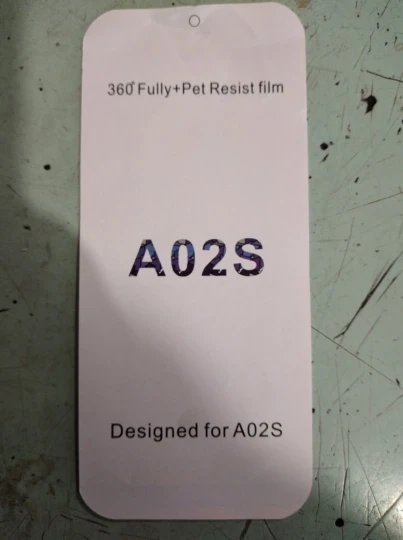 360° Fully+Pet Resist film
A02S
Designed for A02S